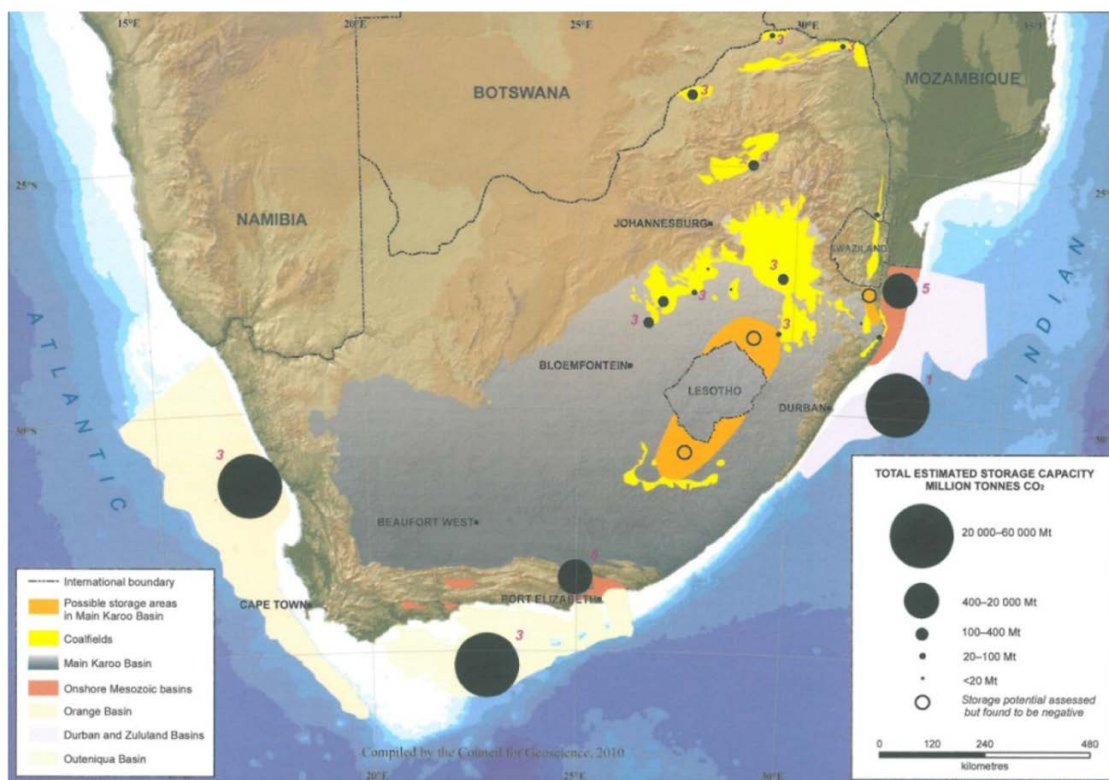 15°E
20°E
25°E
30°E
BOTSWANA
MOZAMBIQUE
3
3
3
3
25°S
25°
35°E
NAMIBIA
JOHANNESBURG
SWAZILAND
3
3
3
3
5
ATLANTIC
INDIAN
BLOEMFONTEIN
LESOTHO
DURBAN
1
30°S
30°
3
BEAUFORT WEST
5
CAPE TOWN
PORT ELIZABETH
3
Compiled by the Council for Geoscience, 2010
20°E
25°E
30°E
International boundary
Possible storage areas
in Main Karoo Basin
Coalfields
Main Karoo Basin
Onshore Mesozoic basins
Orange Basin
Durban and Zululand Basins
Outeniqua Basin
TOTAL ESTIMATED STORAGE CAPACITY
MILLION TONNES CO₂
20 000–60 000 Mt
400–20 000 Mt
100–400 Mt
20–100 Mt
<20 Mt
Storage potential assessed
but found to be negative
0 120 240 480
kilometres